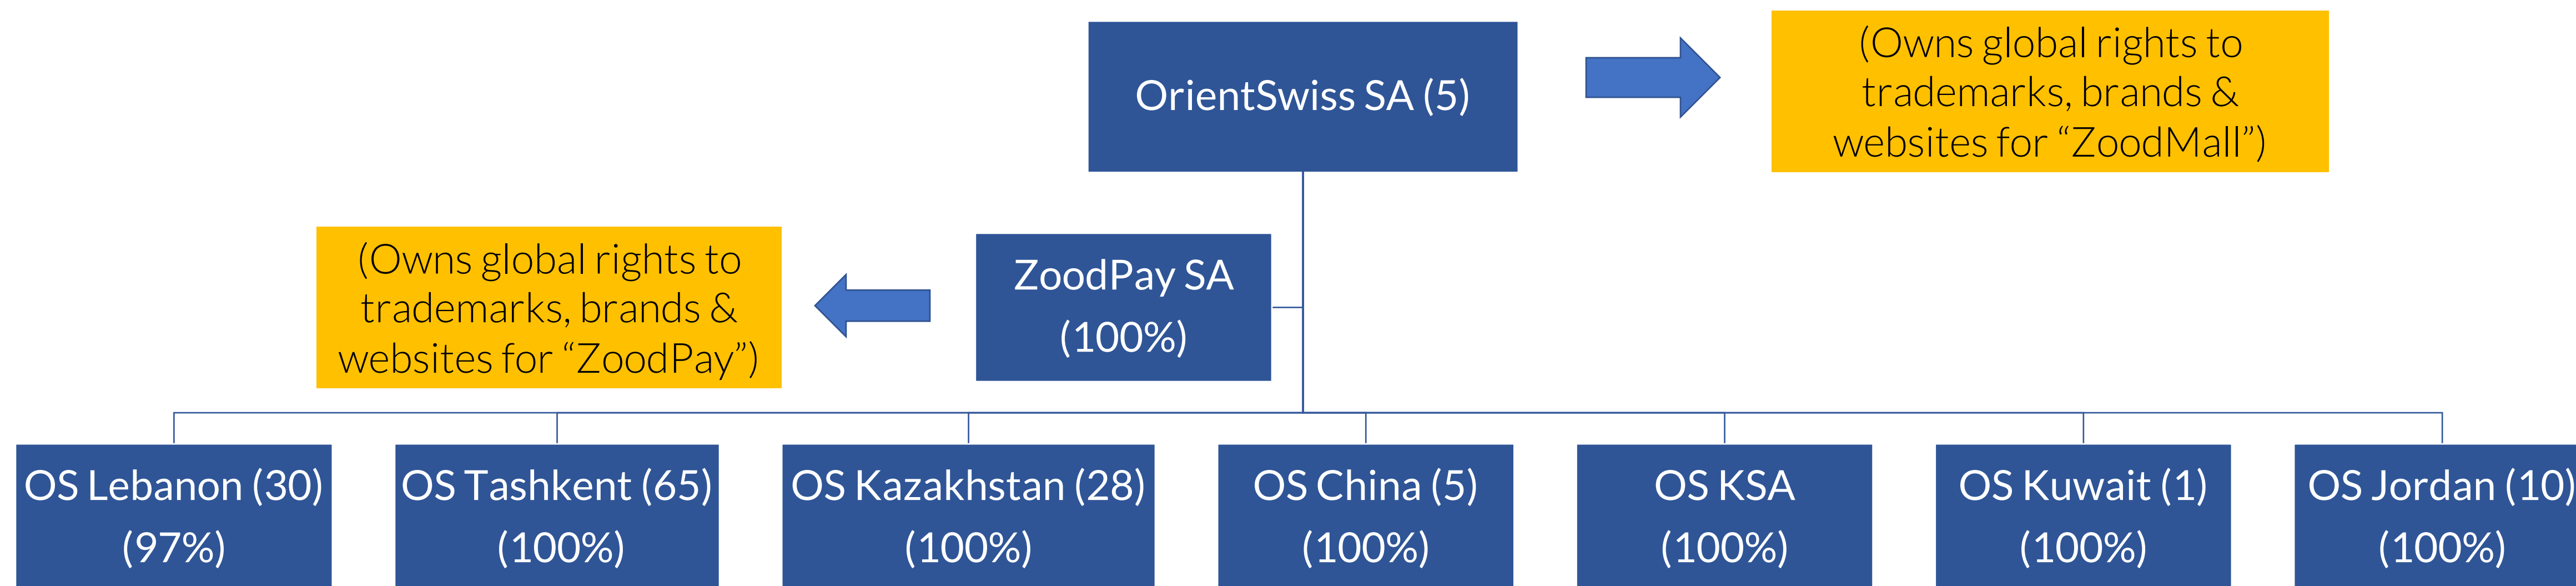 OrientSwiss SA (5)
(Owns global rights to
trademarks, brands &
websites for “ZoodMall”)
(Owns global rights to
trademarks, brands &
websites for “ZoodPay”)
ZoodPay SA
(100%)
OS Lebanon (30)
(97%)
OS Tashkent (65)
(100%)
OS Kazakhstan (28)
(100%)
OS China (5)
(100%)
OS KSA
(100%)
OS Kuwait (1)
(100%)
OS Jordan (10)
(100%)